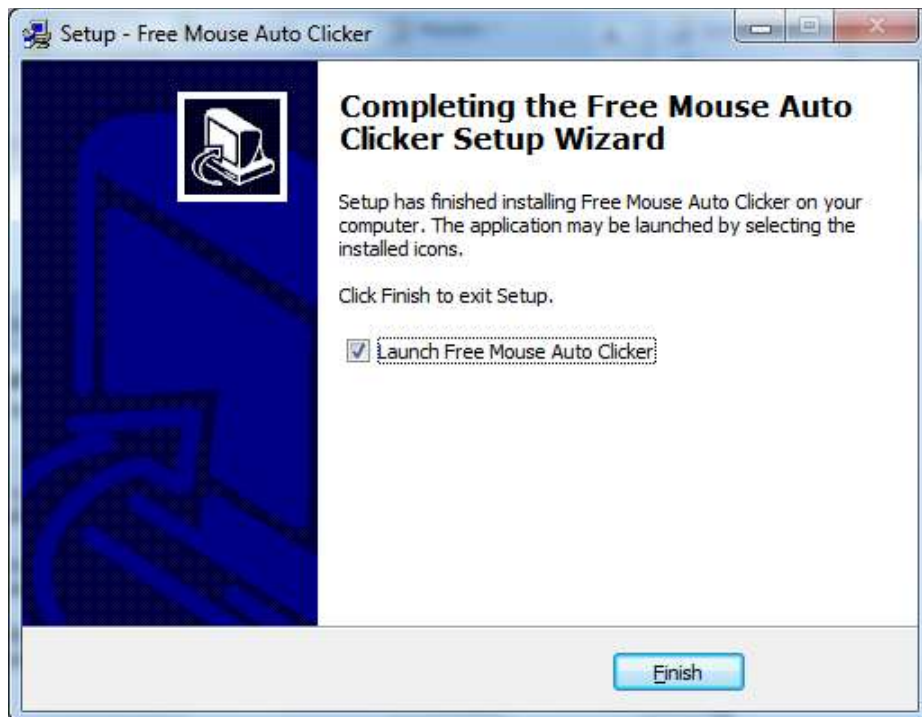 Setup - Free Mouse Auto Clicker
Completing the Free Mouse Auto
Clicker Setup Wizard
Setup has finished installing Free Mouse Auto Clicker on your
computer. The application may be launched by selecting the
installed icons.
Click Finish to exit Setup.
Launch Free Mouse Auto Clicker
Finish